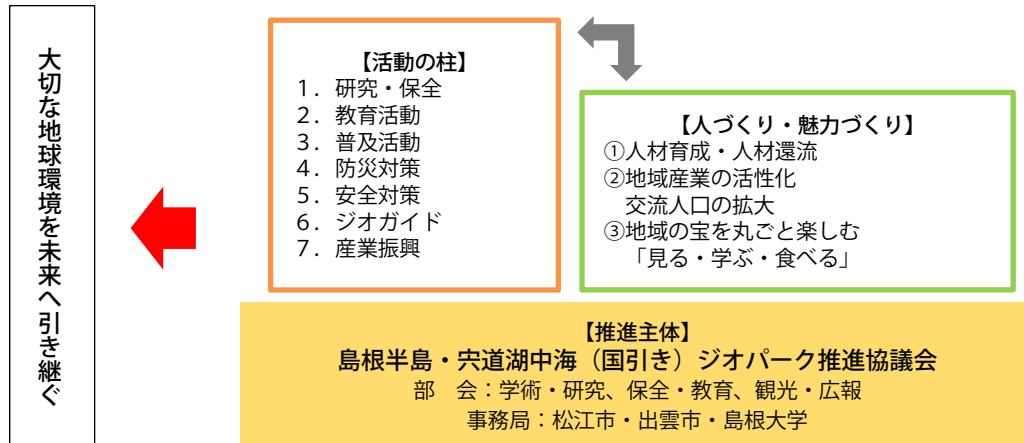 大切な地球環境を未来へ引き継ぐ
【活動の柱】
1．研究・保全
2．教育活動
3．普及活動
4．防災対策
5．安全対策
6．ジオガイド
7．産業振興
【人づくり・魅力づくり】
①人材育成・人材還流
②地域産業の活性化
交流人口の拡大
③地域の宝を丸ごと楽しむ
「見る・学ぶ・食べる」
【推進主体】
島根半島・宍道湖中海（国引き）ジオパーク推進協議会
部　会：学術・研究、保全・教育、観光・広報
事務局：松江市・出雲市・島根大学